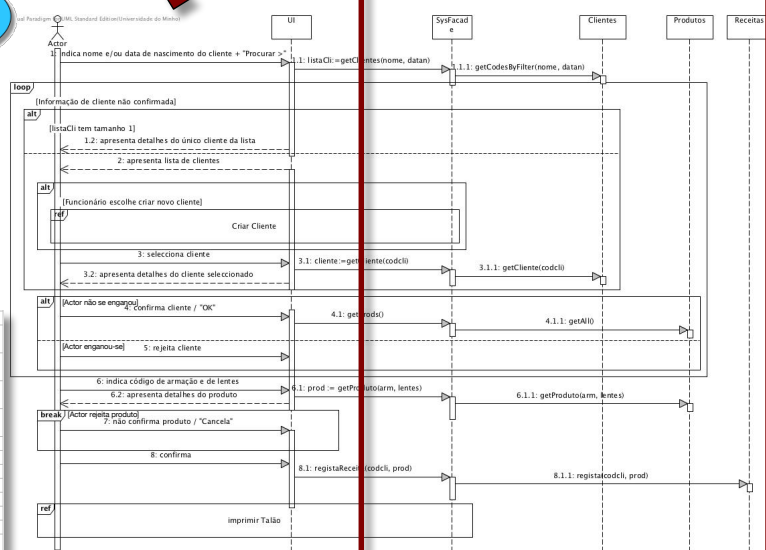 ual Paradigm for UML Standard Edition(Universidade do Minho)
Actor
UI
SysFacad
e
Clientes
Produtos
Receitas
1: indica nome e/ou data de nascimento do cliente + "Procurar >"
1.1: listaCli:=getClientes(nome, datan)
1.1.1: getCodesByFilter(nome, datan)
loop
[Informação de cliente não confirmada]
alt
[listaCli tem tamanho 1]
1.2: apresenta detalhes do único cliente da lista
2: apresenta lista de clientes
alt
[Funcionário escolhe criar novo cliente]
ref
Criar Cliente
3: selecciona cliente
3.1: cliente:=getCliente(codcli)
3.1.1: getCliente(codcli)
3.2: apresenta detalhes do cliente seleccionado
alt
[Actor não se enganou]
4: confirma cliente / "OK"
4.1: getProds()
4.1.1: getAll()
[Actor enganou-se]
5: rejeita cliente
6: indica código de armação e de lentes
6.1: prod := getProduto(arm, lentes)
6.1.1: getProduto(arm, lentes)
6.2: apresenta detalhes do produto
break
[Actor rejeita produto]
7: não confirma produto / "Cancela"
8: confirma
8.1: registaReceita(codcli, prod)
8.1.1: regista(codcli, prod)
ref
imprimir Talão